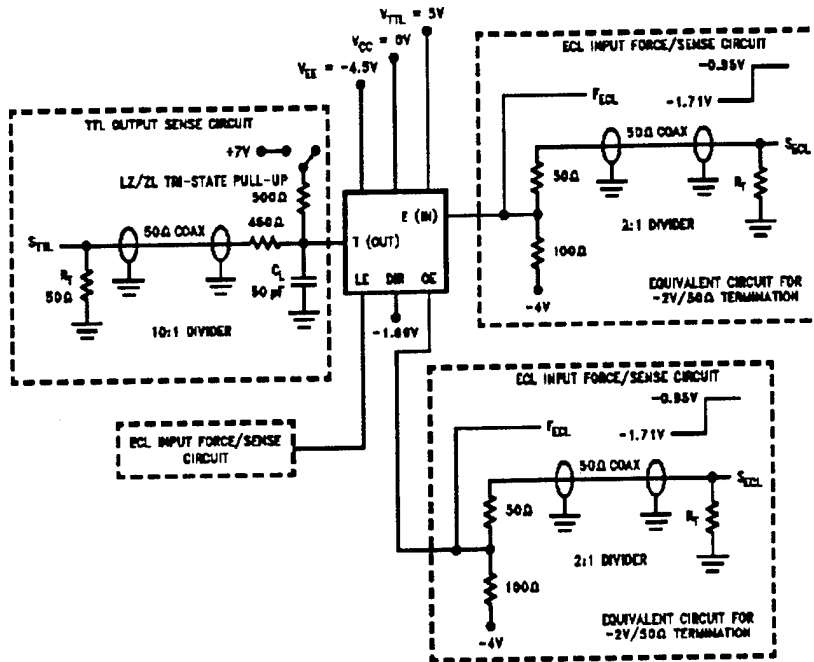 V_TTL = 5V
V_CC = 0V
V_EE = -4.5V
TTL OUTPUT SENSE CIRCUIT
+7V
LZ/ZL TRI-STATE PULL-UP
500Ω
450Ω
50Ω COAX
S_TTL
R_T
50Ω
C_L
50 pF
10:1 DIVIDER
E (IN)
T (OUT)
LE DIR OE
ECL INPUT FORCE/SENSE CIRCUIT
-0.95V
-1.71V
F_ECL
50Ω COAX
S_ECL
50Ω
R_T
2:1 DIVIDER
100Ω
-4V
EQUIVALENT CIRCUIT FOR
-2V/50Ω TERMINATION
ECL INPUT FORCE/SENSE
CIRCUIT
ECL INPUT FORCE/SENSE CIRCUIT
-0.95V
-1.71V
F_ECL
50Ω COAX
S_ECL
50Ω
R_T
2:1 DIVIDER
100Ω
-4V
EQUIVALENT CIRCUIT FOR
-2V/50Ω TERMINATION